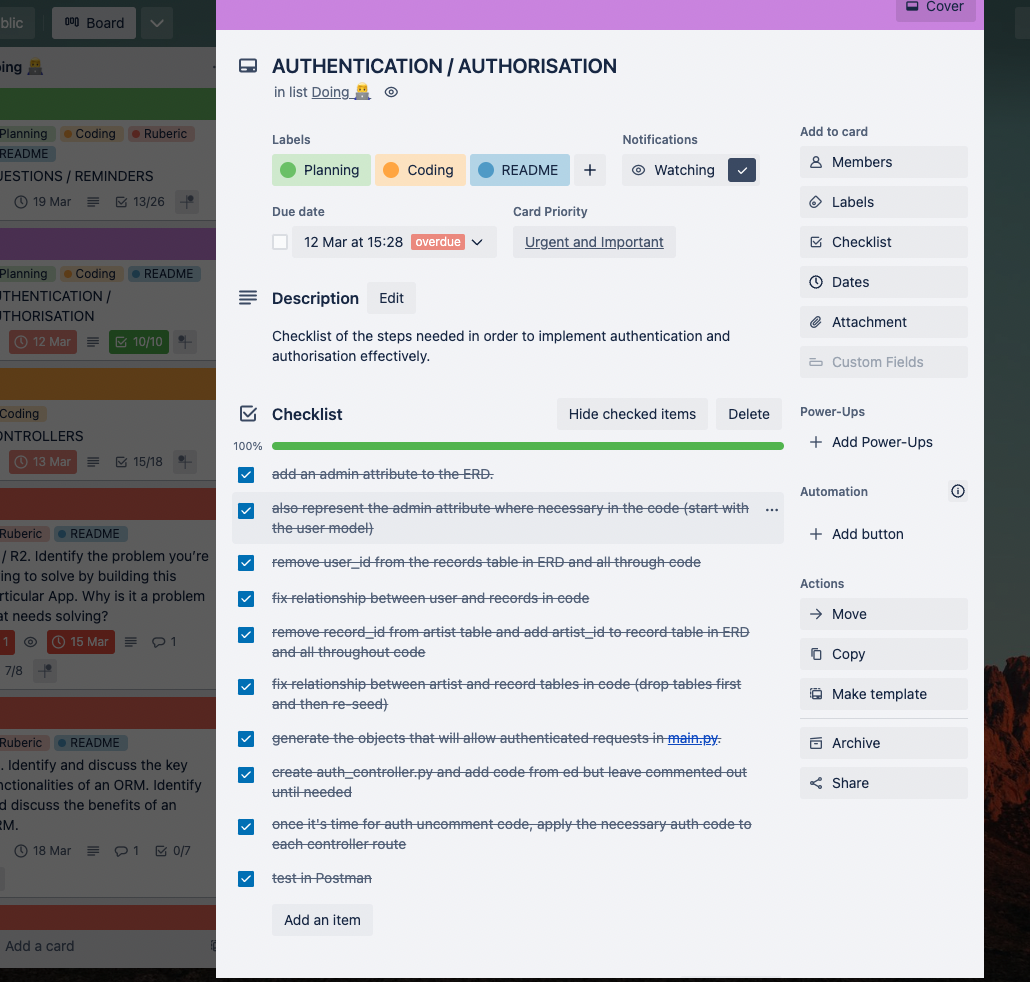 blic
Board
Cover
oing
Planning
Coding
Ruberic
README
UESTIONS / REMINDERS
19 Mar
13/26
Planning
Coding
README
UTHENTICATION /
UTHORISATION
12 Mar
10/10
Coding
ONTROLLERS
13 Mar
15/18
Ruberic
README
/ R2. Identify the problem you're
ing to solve by building this
rticular App. Why is it a problem
at needs solving?
1
15 Mar
1
7/8
Ruberic
README
. Identify and discuss the key
nctionalities of an ORM. Identify
d discuss the benefits of an
RM.
18 Mar
1
0/7
Add a card
AUTHENTICATION / AUTHORISATION
in list Doing
Labels
Notifications
Planning
Coding
README
Watching
Due date
Card Priority
12 Mar at 15:28
overdue
Urgent and Important
Description
Edit
Checklist of the steps needed in order to implement authentication and
authorisation effectively.
Checklist
Hide checked items
Delete
100%
add an admin attribute to the ERD.
also represent the admin attribute where necessary in the code (start with
the user model)
remove user_id from the records table in ERD and all through code
fix relationship between user and records in code
remove record_id from artist table and add artist_id to record table in ERD
and all throughout code
fix relationship between artist and record tables in code (drop tables first
and then re-seed)
generate the objects that will allow authenticated requests in main.py.
create auth_controller.py and add code from ed but leave commented out
until needed
once it's time for auth uncomment code, apply the necessary auth code to
each controller route
test in Postman
Add an item
Add to card
Members
Labels
Checklist
Dates
Attachment
Custom Fields
Power-Ups
Add Power-Ups
Automation
Add button
Actions
Move
Copy
Make template
Archive
Share